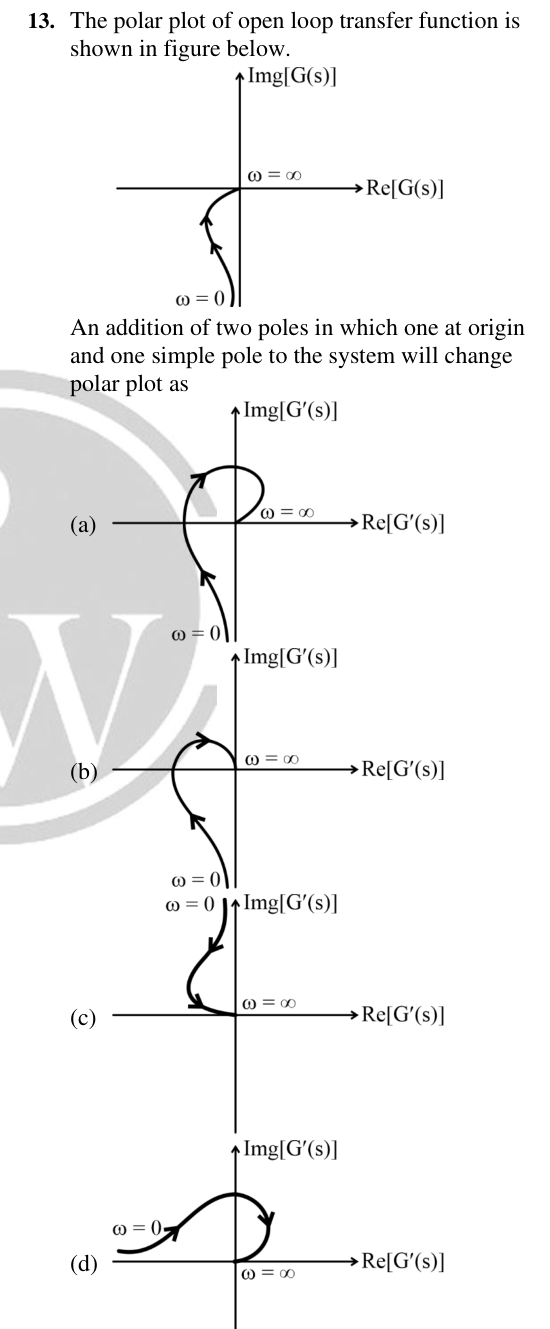 13. The polar plot of open loop transfer function is
shown in figure below.
Img[G(s)]
ω = ∞
Re[G(s)]
ω = 0
An addition of two poles in which one at origin
and one simple pole to the system will change
polar plot as
Img[G′(s)]
(a)
ω = ∞
Re[G′(s)]
ω = 0
Img[G′(s)]
(b)
ω = ∞
Re[G′(s)]
ω = 0
ω = 0
Img[G′(s)]
(c)
ω = ∞
Re[G′(s)]
Img[G′(s)]
ω = 0
(d)
Re[G′(s)]
ω = ∞